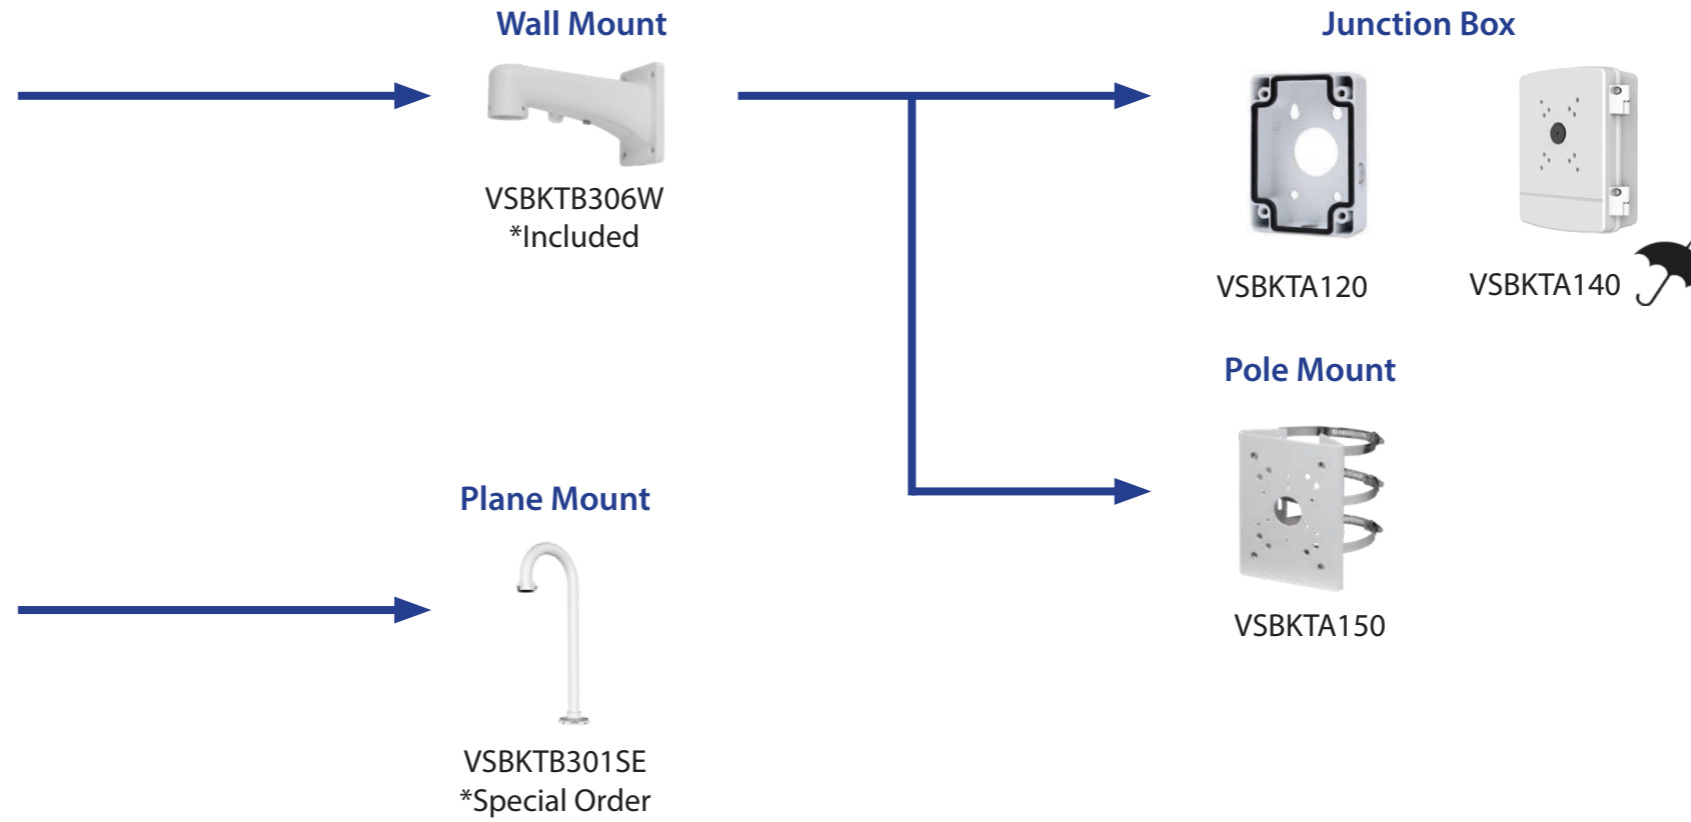 Wall Mount
VSBKTB306W
*Included
Junction Box
VSBKTA120
VSBKTA140
Pole Mount
VSBKTA150
Plane Mount
VSBKTB301SE
*Special Order